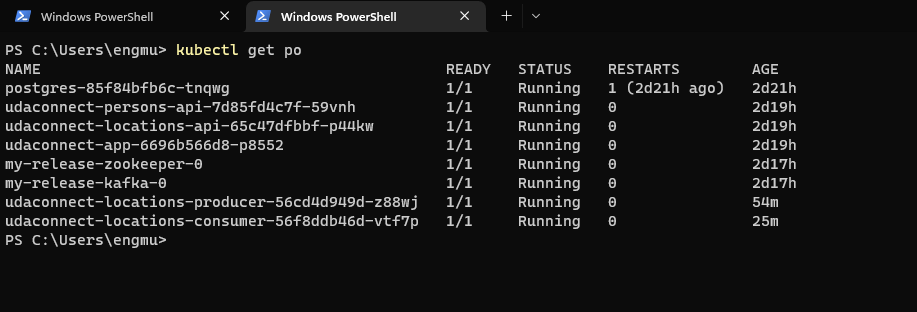 Windows PowerShell
Windows PowerShell
PS C:\Users\engmu> kubectl get po
NAME READY STATUS RESTARTS AGE
postgres-85f84bfb6c-tnqwg 1/1 Running 1 (2d21h ago) 2d21h
udaconnect-persons-api-7d85fd4c7f-59vnh 1/1 Running 0 2d19h
udaconnect-locations-api-65c47dfbbf-p44kw 1/1 Running 0 2d19h
udaconnect-app-6696b566d8-p8552 1/1 Running 0 2d19h
my-release-zookeeper-0 1/1 Running 0 2d17h
my-release-kafka-0 1/1 Running 0 2d17h
udaconnect-locations-producer-56cd4d949d-z88wj 1/1 Running 0 54m
udaconnect-locations-consumer-56f8ddb46d-vtf7p 1/1 Running 0 25m
PS C:\Users\engmu>